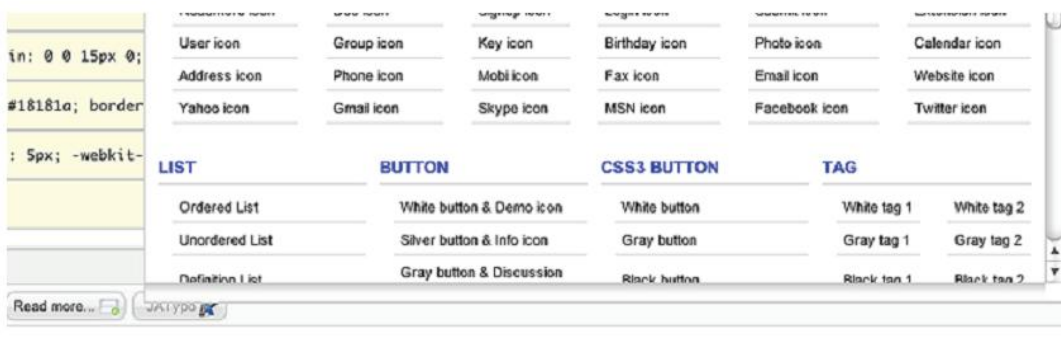 User icon Group icon Key icon Birthday icon Photo icon Calendar icon
in: 0 0 15px 0;
Address icon Phone icon Mobi icon Fax icon Email icon Website icon
#18181a; border
Yahoo icon Gmail icon Skype icon MSN icon Facebook icon Twitter icon
: 5px; -webkit-
LIST BUTTON CSS3 BUTTON TAG
Ordered List White button & Demo icon White button White tag 1 White tag 2
Unordered List Silver button & Info icon Gray button Gray tag 1 Gray tag 2
Definition List Gray button & Discussion Black button Black tag 1 Black tag 2
Read more... JATypo